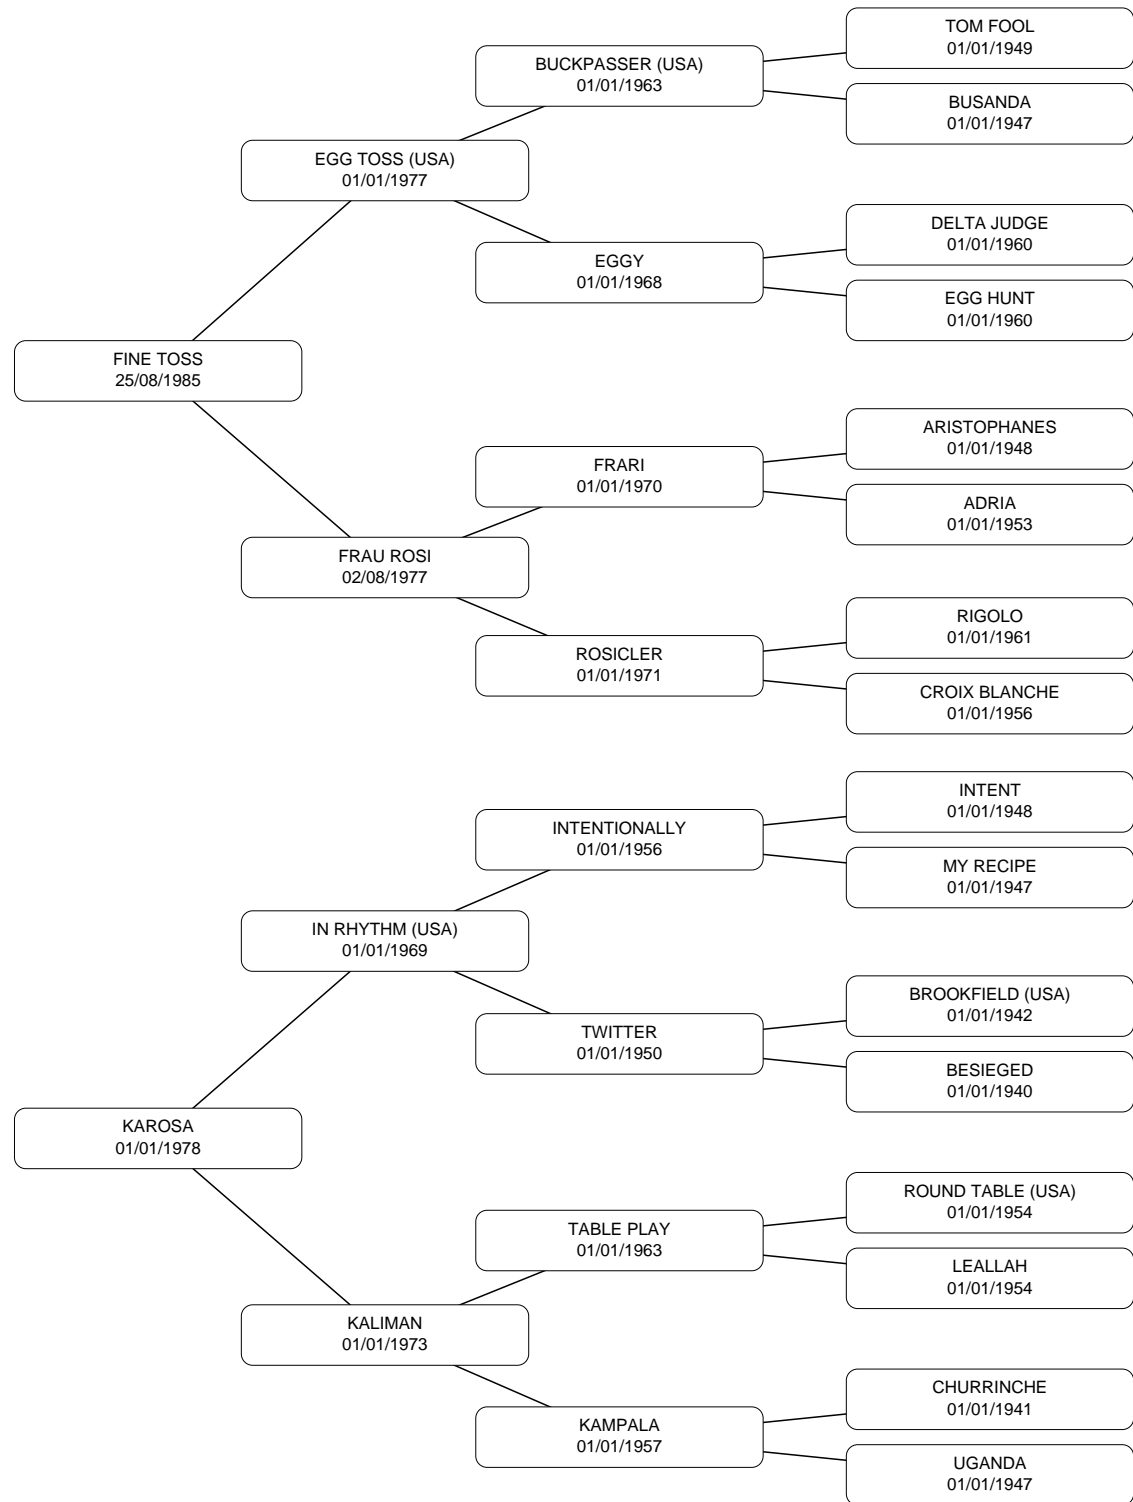 TOM FOOL
01/01/1949
BUCKPASSER (USA)
01/01/1963
BUSANDA
01/01/1947
EGG TOSS (USA)
01/01/1977
DELTA JUDGE
01/01/1960
EGGY
01/01/1968
EGG HUNT
01/01/1960
FINE TOSS
25/08/1985
ARISTOPHANES
01/01/1948
FRARI
01/01/1970
ADRIA
01/01/1953
FRAU ROSI
02/08/1977
RIGOLO
01/01/1961
ROSICLER
01/01/1971
CROIX BLANCHE
01/01/1956
INTENT
01/01/1948
INTENTIONALLY
01/01/1956
MY RECIPE
01/01/1947
IN RHYTHM (USA)
01/01/1969
BROOKFIELD (USA)
01/01/1942
TWITTER
01/01/1950
BESIEGED
01/01/1940
KAROSA
01/01/1978
ROUND TABLE (USA)
01/01/1954
TABLE PLAY
01/01/1963
LEALLAH
01/01/1954
KALIMAN
01/01/1973
CHURRINCHE
01/01/1941
KAMPALA
01/01/1957
UGANDA
01/01/1947